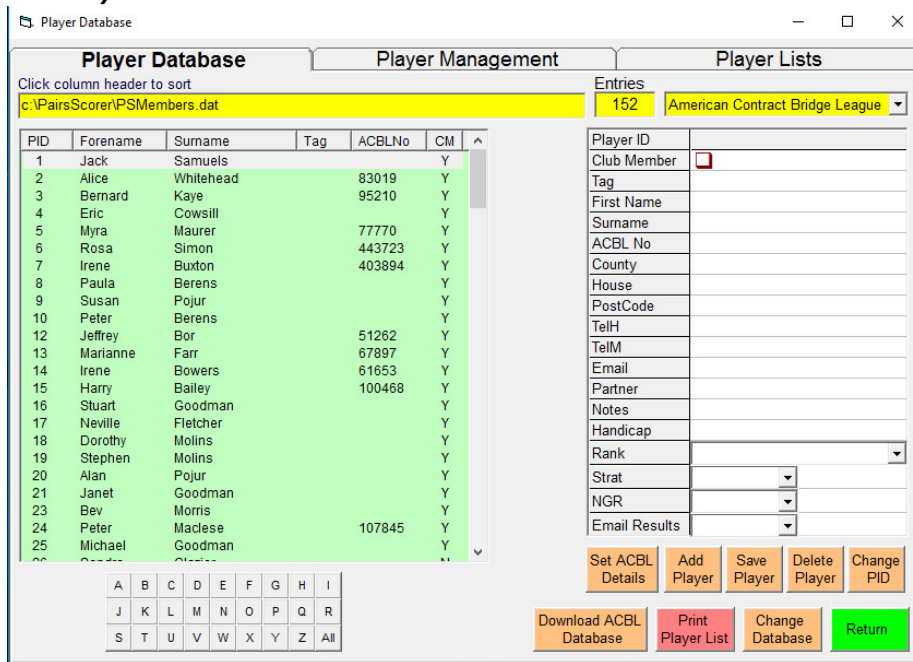 Player Database
Player Database Player Management Player Lists
Click column header to sort Entries
c:\PairsScorer\PSMembers.dat 152 American Contract Bridge League
PID Forename Surname Tag ACBLNo CM
1 Jack Samuels Y
2 Alice Whitehead 83019 Y
3 Bernard Kaye 95210 Y
4 Eric Cowsill Y
5 Myra Maurer 77770 Y
6 Rosa Simon 443723 Y
7 Irene Buxton 403894 Y
8 Paula Berens Y
9 Susan Pojur Y
10 Peter Berens Y
12 Jeffrey Bor 51262 Y
13 Marianne Farr 67897 Y
14 Irene Bowers 61653 Y
15 Harry Bailey 100468 Y
16 Stuart Goodman Y
17 Neville Fletcher Y
18 Dorothy Molins Y
19 Stephen Molins Y
20 Alan Pojur Y
21 Janet Goodman Y
23 Bev Morris Y
24 Peter Maclese 107845 Y
25 Michael Goodman Y
A B C D E F G H I
J K L M N O P Q R
S T U V W X Y Z All
Player ID
Club Member
Tag
First Name
Surname
ACBL No
County
House
PostCode
TelH
TelM
Email
Partner
Notes
Handicap
Rank
Strat
NGR
Email Results
Set ACBL Details
Add Player
Save Player
Delete Player
Change PID
Download ACBL Database
Print Player List
Change Database
Return